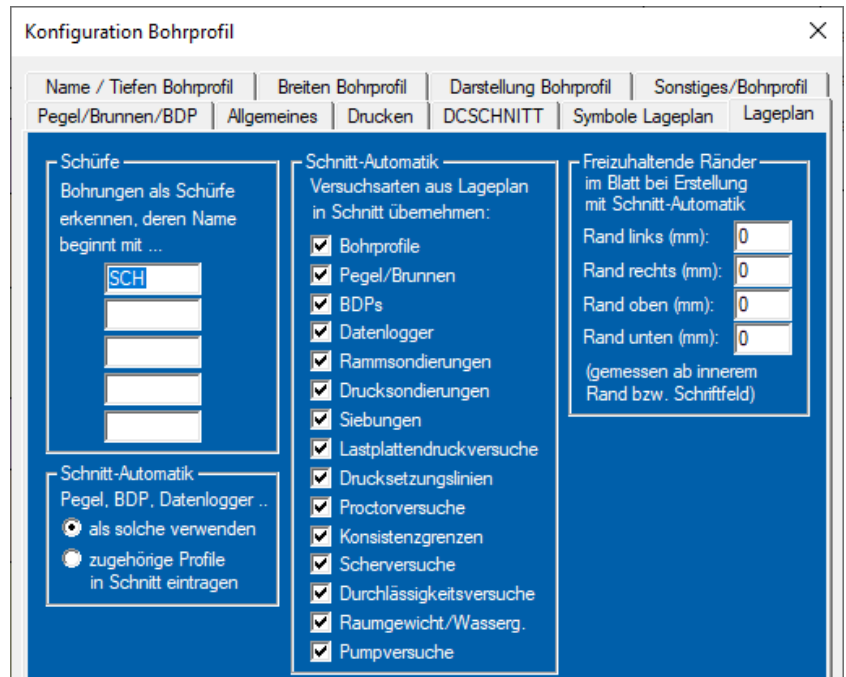 Konfiguration Bohrprofil
Name / Tiefen Bohrprofil
Breiten Bohrprofil
Darstellung Bohrprofil
Sonstiges/Bohrprofil
Pegel/Brunnen/BDP
Allgemeines
Drucken
DCSCHNITT
Symbole Lageplan
Lageplan
Schürfe
Bohrungen als Schürfe
erkennen, deren Name
beginnt mit ...
SCH
Schnitt-Automatik
Pegel, BDP, Datenlogger ..
als solche verwenden
zugehörige Profile
in Schnitt eintragen
Schnitt-Automatik
Versuchsarten aus Lageplan
in Schnitt übernehmen:
Bohrprofile
Pegel/Brunnen
BDPs
Datenlogger
Rammsondierungen
Drucksondierungen
Siebungen
Lastplattendruckversuche
Drucksetzungslinien
Proctorversuche
Konsistenzgrenzen
Scherversuche
Durchlässigkeitsversuche
Raumgewicht/Wasserg.
Pumpversuche
Freizuhaltende Ränder
im Blatt bei Erstellung
mit Schnitt-Automatik
Rand links (mm): 0
Rand rechts (mm): 0
Rand oben (mm): 0
Rand unten (mm): 0
(gemessen ab innerem
Rand bzw. Schriftfeld)